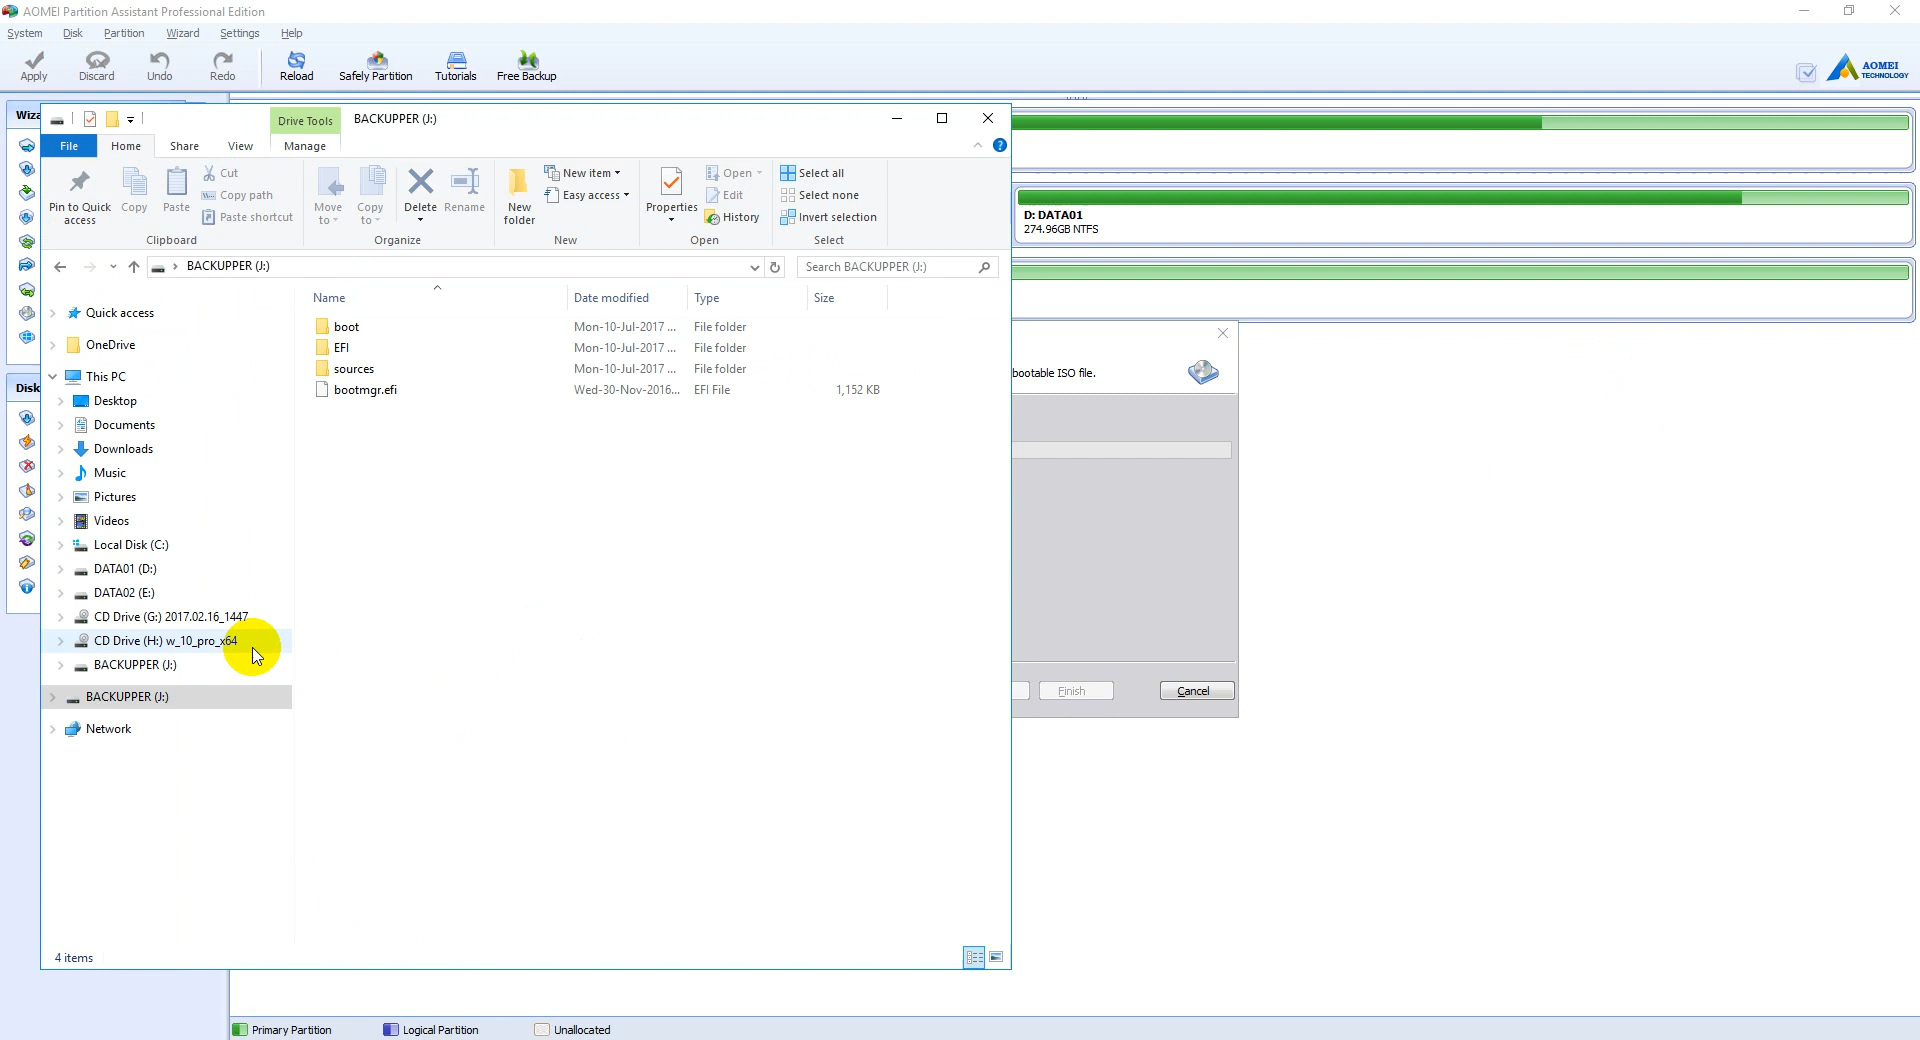 AOMEI Partition Assistant Professional Edition
System Disk Partition Wizard Settings Help
Apply Discard Undo Redo Reload Safely Partition Tutorials Free Backup
AOMEI
TECHNOLOGY
Drive Tools BACKUPPER (J:)
File Home Share View Manage
Pin to Quick
access
Copy
Paste
Cut
Copy path
Paste shortcut
Clipboard
Move
to
Copy
to
Delete
Rename
Organize
New
folder
New item
Easy access
New
Properties
Open
Edit
History
Open
Select all
Select none
Invert selection
Select
BACKUPPER (J:)
Search BACKUPPER (J:)
Quick access
OneDrive
This PC
Desktop
Documents
Downloads
Music
Pictures
Videos
Local Disk (C:)
DATA01 (D:)
DATA02 (E:)
CD Drive (G:) 2017.02.16_1447
CD Drive (H:) w_10_pro_x64
BACKUPPER (J:)
BACKUPPER (J:)
Network
Name Date modified Type Size
boot Mon-10-Jul-2017 ... File folder
EFI Mon-10-Jul-2017 ... File folder
sources Mon-10-Jul-2017 ... File folder
bootmgr.efi Wed-30-Nov-2016... EFI File 1,152 KB
4 items
D: DATA01
274.96GB NTFS
bootable ISO file.
Finish
Cancel
Wiza
Disk
Primary Partition Logical Partition Unallocated